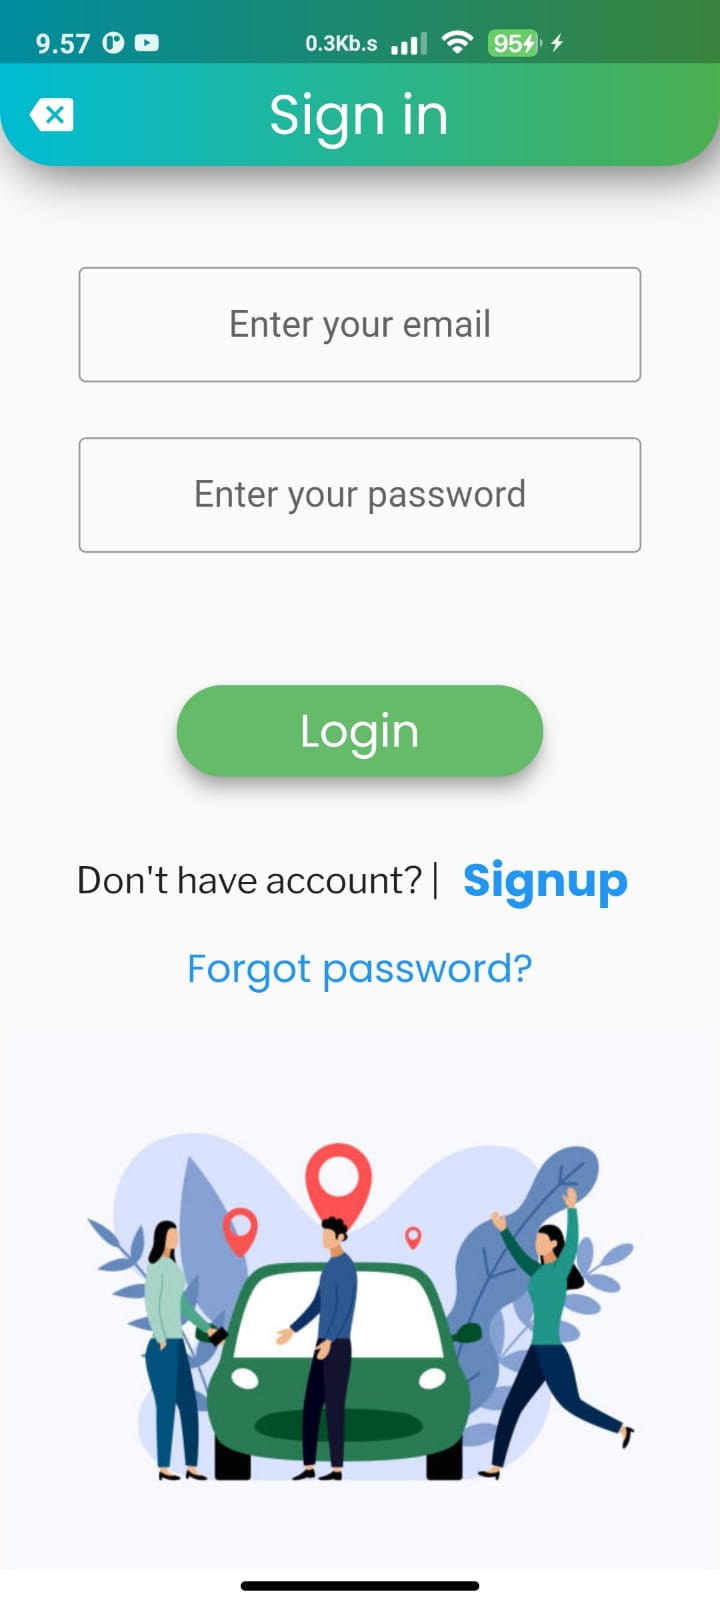 9.57 0.3Kb.s 95
Sign in
Enter your email
Enter your password
Login
Don't have account? | Signup
Forgot password?